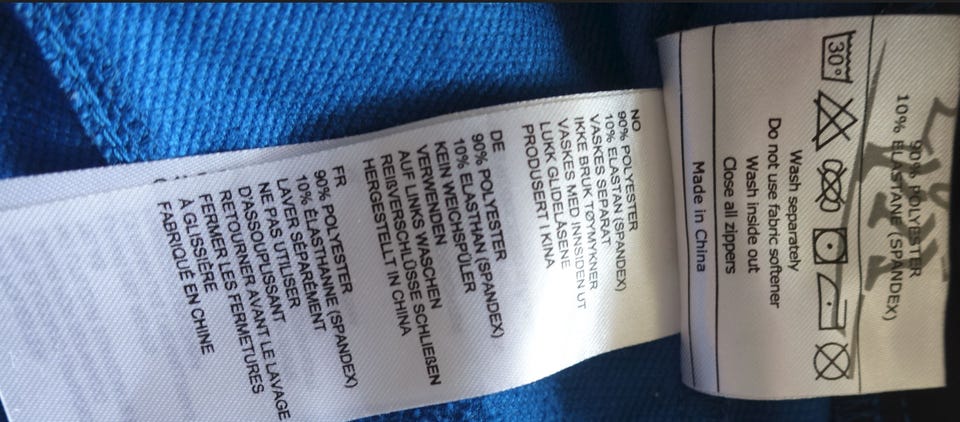 90% POLYESTER
10% ELASTANE (SPANDEX)
30°
Wash separately
Do not use fabric softener
Wash inside out
Close all zippers
Made in China
NO
90% POLYESTER
10% ELASTAN (SPANDEX)
VASKES SEPARAT
IKKE BRUK TØYMYKNER
VASKES MED INNSIDEN UT
LUKK GLIDELÅSENE
PRODUSERT I KINA
DE
90% POLYESTER
10% ELASTHAN (SPANDEX)
KEIN WEICHSPÜLER
VERWENDEN
AUF LINKS WASCHEN
REIßVERSCHLÜSSE SCHLIEßEN
HERGESTELLT IN CHINA
FR
90% POLYESTER
10% ÉLASTHANNE (SPANDEX)
LAVER SÉPARÉMENT
NE PAS UTILISER
D'ASSOUPLISSANT
RETOURNER AVANT LE LAVAGE
FERMER LES FERMETURES
À GLISSIÈRE
FABRIQUÉ EN CHINE